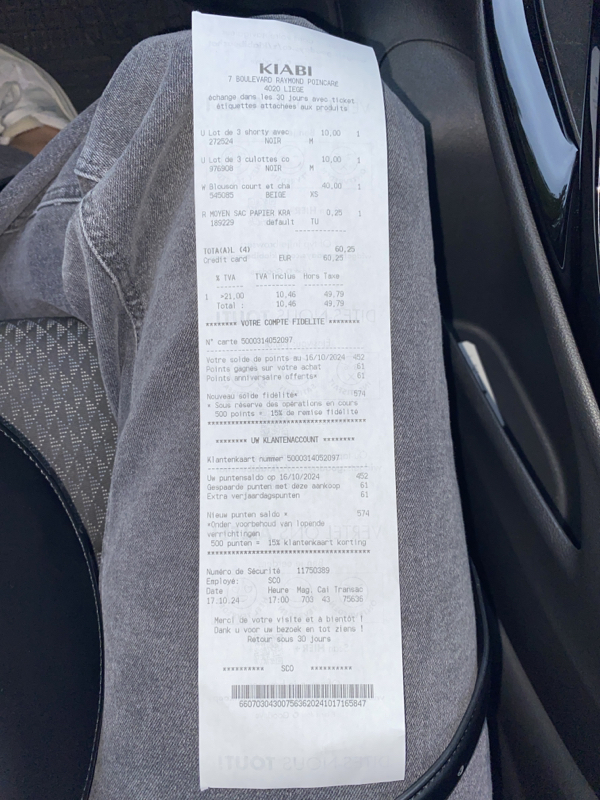 KIABI
7 BOULEVARD RAYMOND POINCARE
4020 LIEGE
échange dans les 30 jours avec ticket
étiquettes attachées aux produits
U Lot de 3 shorty avec 10,00 1
272524 NOIR M
U Lot de 3 culottes co 10,00 1
976908 NOIR M
W Blouson court et cha 40,00 1
545085 BEIGE XS
R MOYEN SAC PAPIER KRA 0,25 1
189229 default TU
TOTA(A)L (4) 60,25
Credit card EUR 60,25
% TVA TVA Inclus Hors Taxe
1 +21,00 10,46 49,79
Total : 10,46 49,79
******** VOTRE COMPTE FIDELITE ********
N° carte 5000314052097
Votre solde de points au 16/10/2024 452
Points gagnés sur votre achat 61
Points anniversaire offerts* 61
Nouveau solde fidélité* 574
* Sous réserve des opérations en cours
500 points = 15% de remise fidélité
****************************************
******** UW KLANTENACCOUNT ********
Klantenkaart nummer 5000314052097
Uw puntensaldo op 16/10/2024 452
Gespaarde punten met deze aankoop 61
Extra verjaardagspunten 61
Nieuw punten saldo * 574
*Onder voorbehoud van lopende
verrichtingen
500 punten = 15% klantenkaart korting
****************************************
Numéro de Sécurité 11750389
Employé: SCO
Date Heure Mag. Cai Transac
17.10.24 17:00 703 43 75636
Merci de votre visite et à bientôt !
Dank u voor uw bezoek en tot ziens !
Retour sous 30 jours
********** SCO **********
660703043007563620241017165847